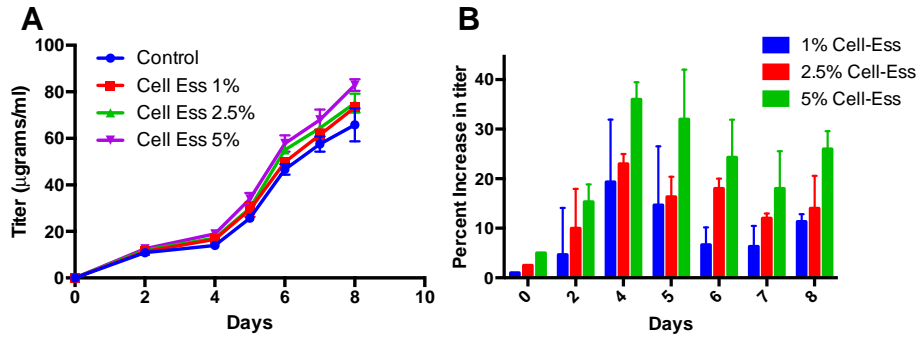 A
Titer (µgrams/ml)
100
80
60
40
20
0
Control
Cell Ess 1%
Cell Ess 2.5%
Cell Ess 5%
0 2 4 6 8 10
Days
B
Percent Increase in titer
40
30
20
10
0
1% Cell-Ess
2.5% Cell-Ess
5% Cell-Ess
0 2 4 5 6 7 8
Days